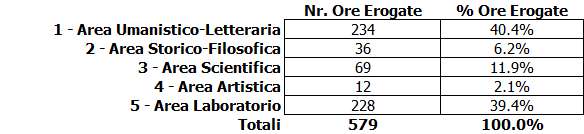 Nr. Ore Erogate % Ore Erogate
1 - Area Umanistico-Letteraria 234 40.4%
2 - Area Storico-Filosofica 36 6.2%
3 - Area Scientifica 69 11.9%
4 - Area Artistica 12 2.1%
5 - Area Laboratorio 228 39.4%
Totali 579 100.0%